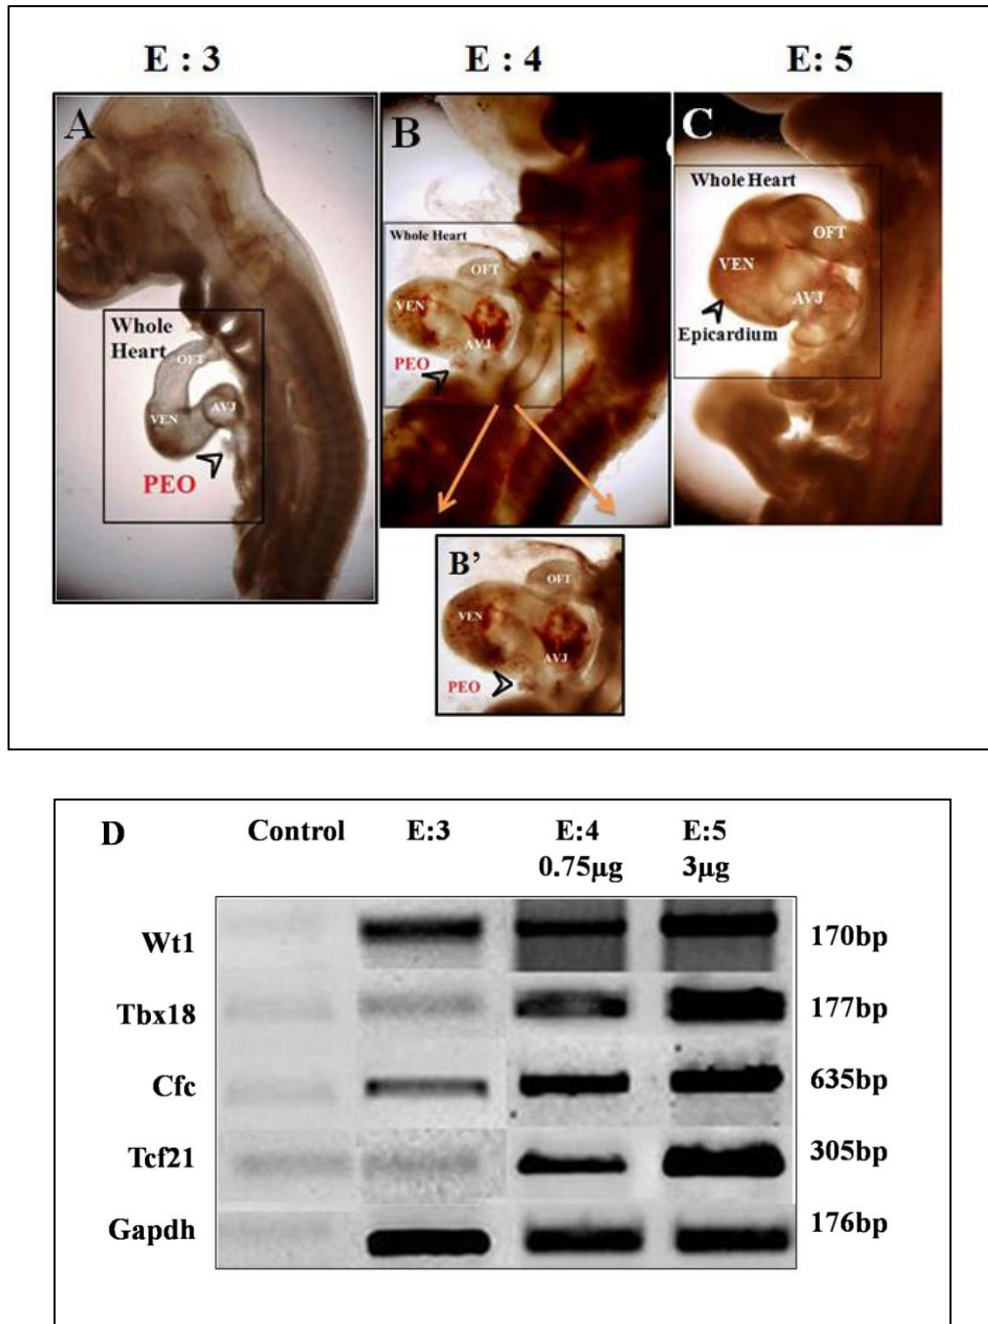 E : 3
E : 4
E: 5
A
Whole
Heart
OFT
VEN
AVJ
PEO
B
Whole Heart
OFT
VEN
AVJ
PEO
C
Whole Heart
OFT
VEN
AVJ
Epicardium
B’
OFT
VEN
AVJ
PEO
D
Control E:3 E:4 E:5
0.75µg 3µg
Wt1 170bp
Tbx18 177bp
Cfc 635bp
Tcf21 305bp
Gapdh 176bp